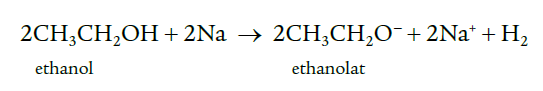 2CH₃CH₂OH + 2Na → 2CH₃CH₂O⁻ + 2Na⁺ + H₂
ethanol ethanolat